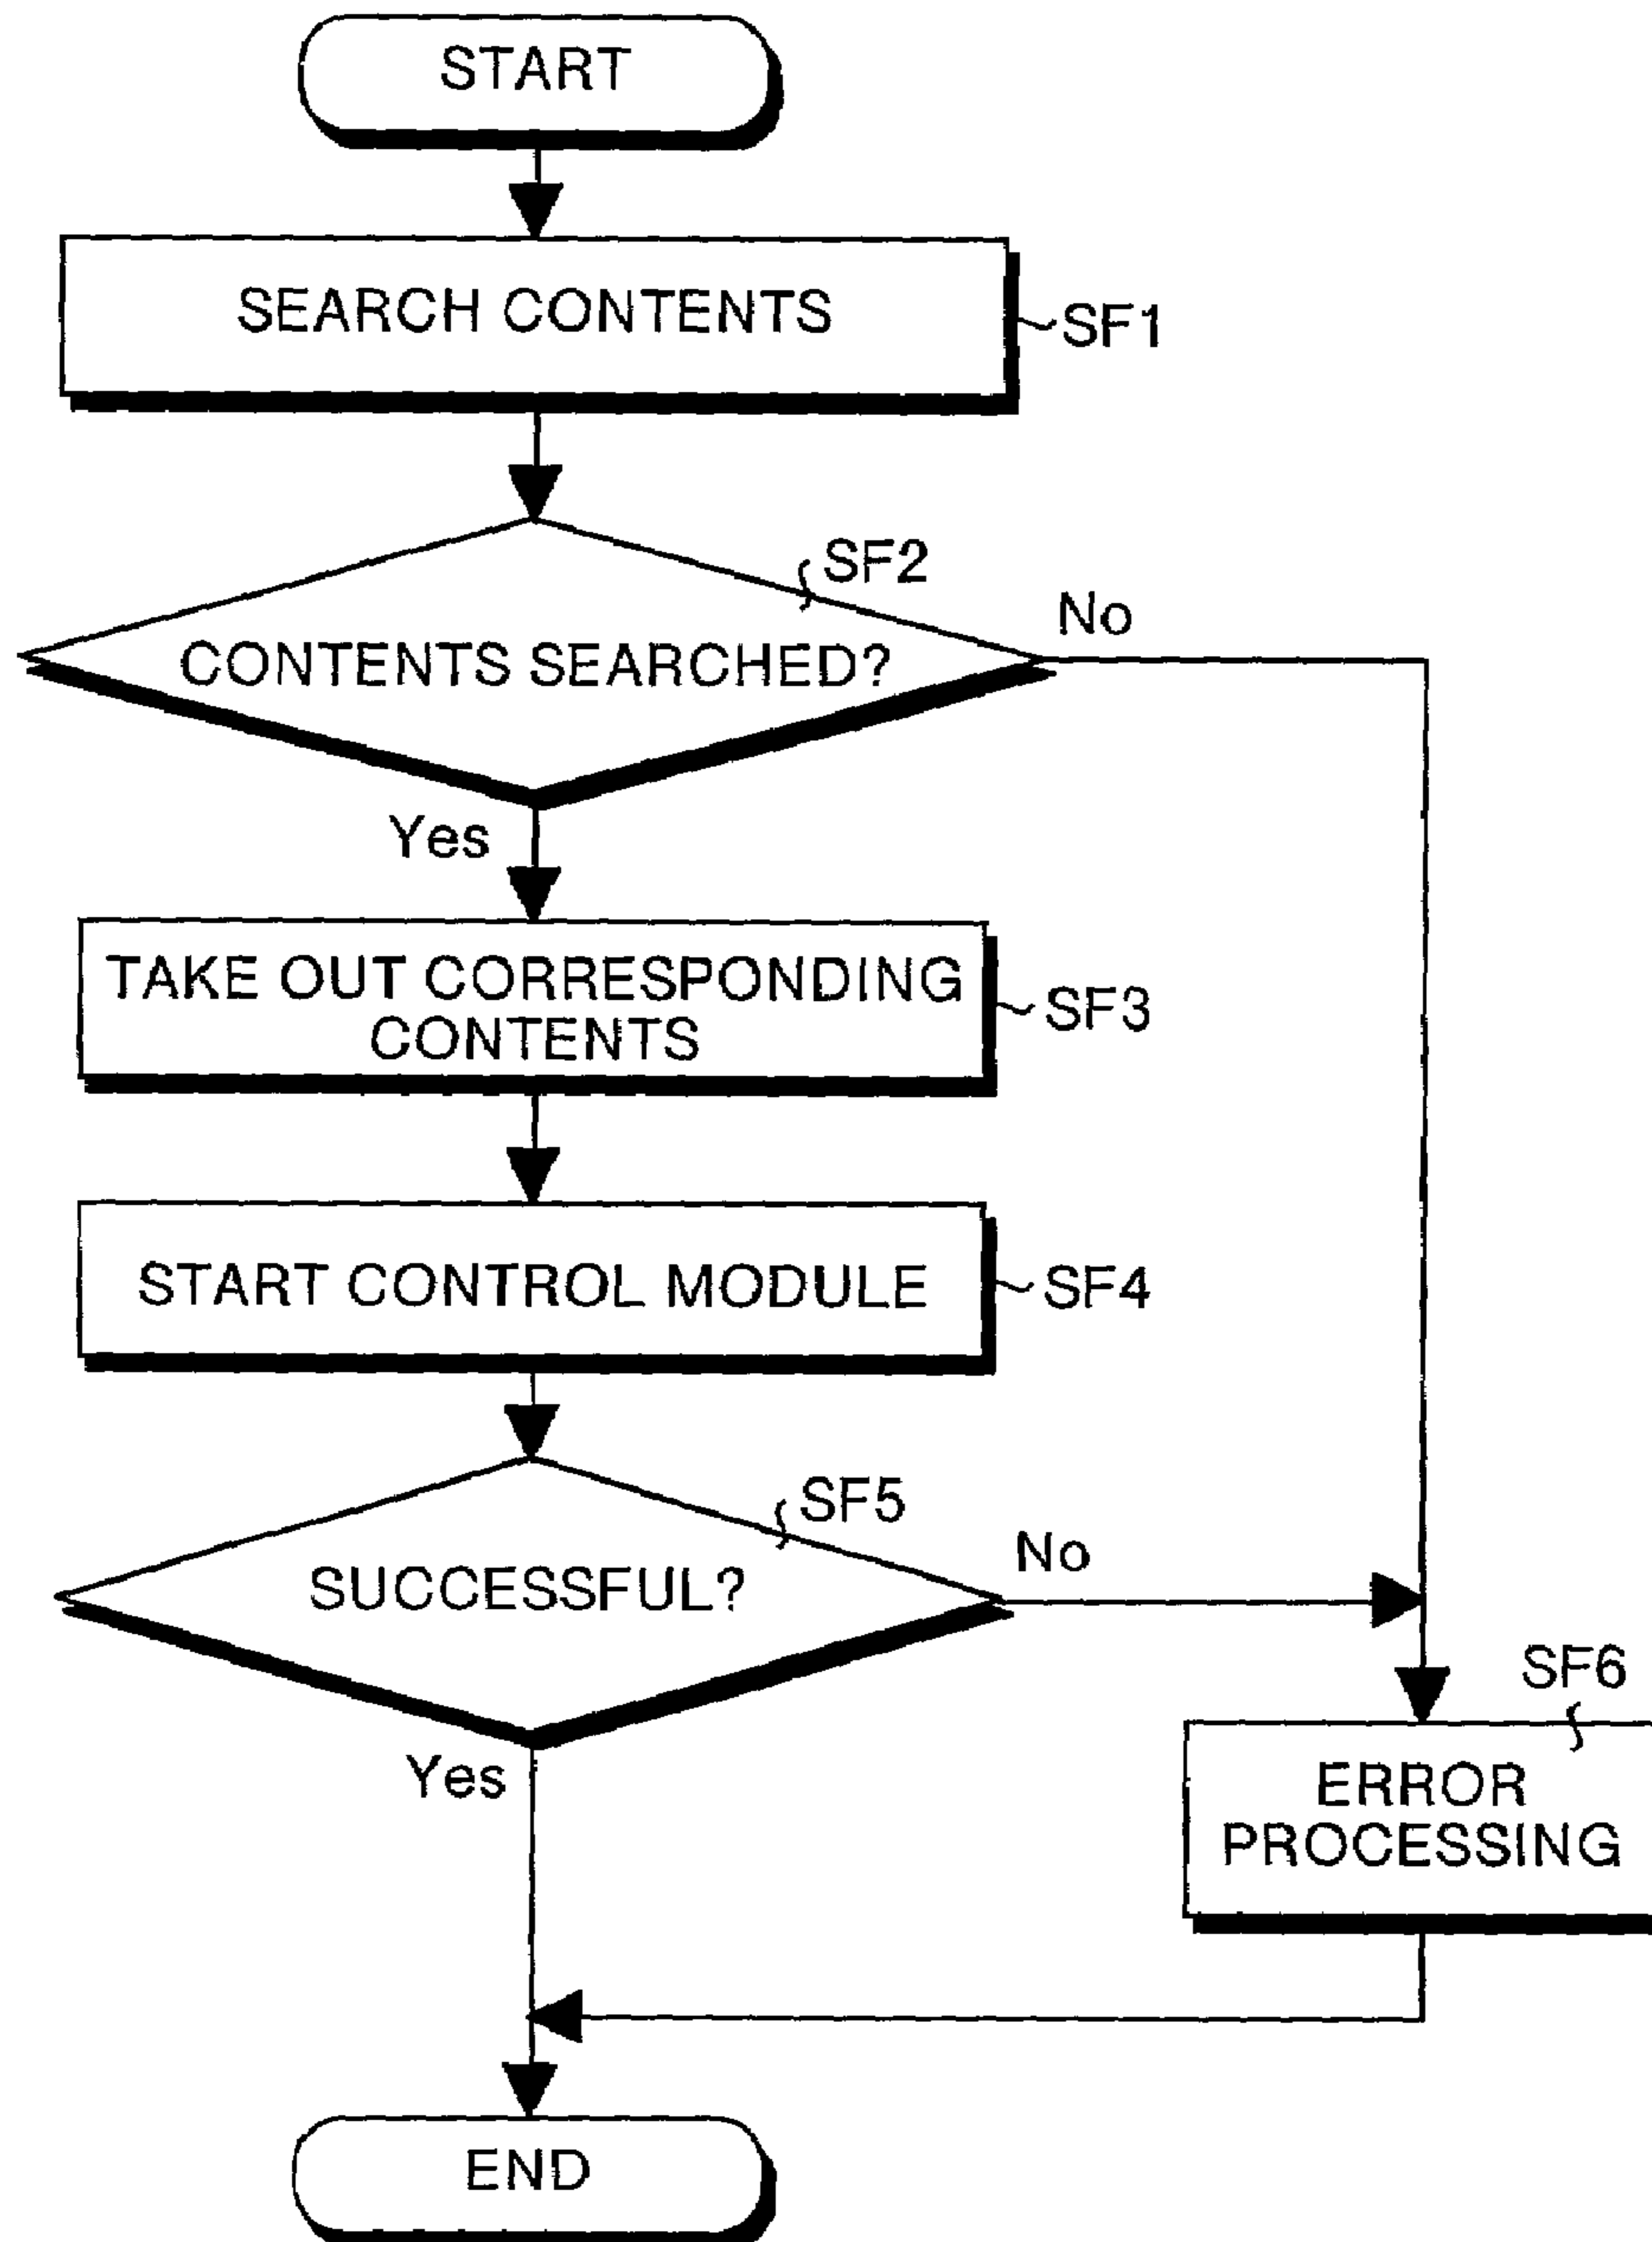 START
SEARCH CONTENTS
SF1
SF2
CONTENTS SEARCHED?
No
Yes
TAKE OUT CORRESPONDING
CONTENTS
SF3
START CONTROL MODULE
SF4
SF5
SUCCESSFUL?
No
Yes
SF6
ERROR
PROCESSING
END